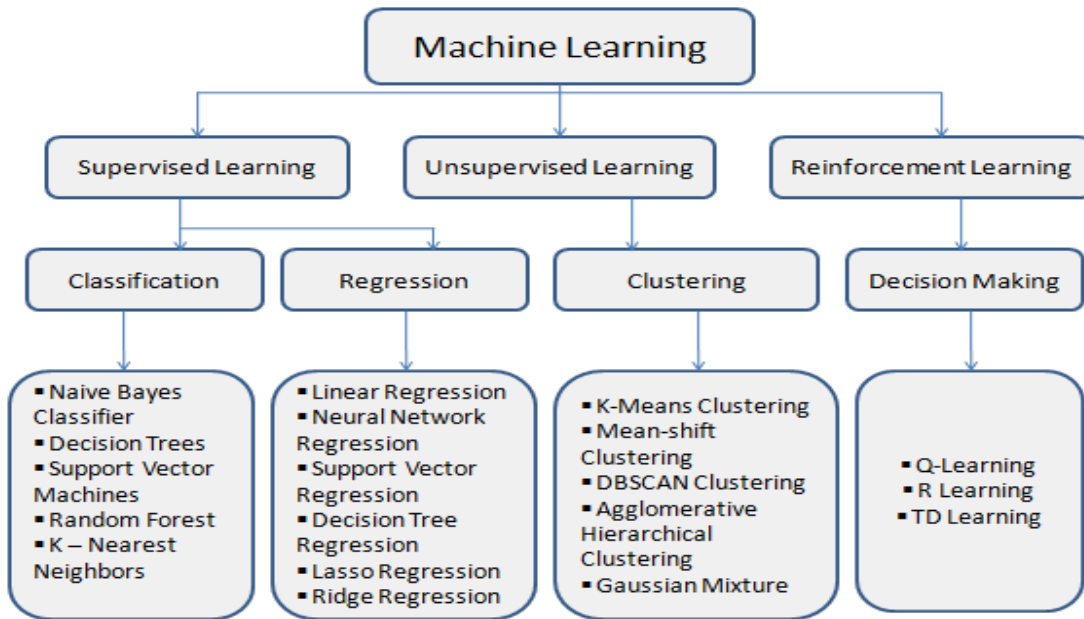 Machine Learning
Supervised Learning
Unsupervised Learning
Reinforcement Learning
Classification
Regression
Clustering
Decision Making
▪ Naive Bayes
Classifier
▪ Decision Trees
▪ Support Vector
Machines
▪ Random Forest
▪ K – Nearest
Neighbors
▪ Linear Regression
▪ Neural Network
Regression
▪ Support Vector
Regression
▪ Decision Tree
Regression
▪ Lasso Regression
▪ Ridge Regression
▪ K-Means Clustering
▪ Mean-shift
Clustering
▪ DBSCAN Clustering
▪ Agglomerative
Hierarchical
Clustering
▪ Gaussian Mixture
▪ Q-Learning
▪ R Learning
▪ TD Learning